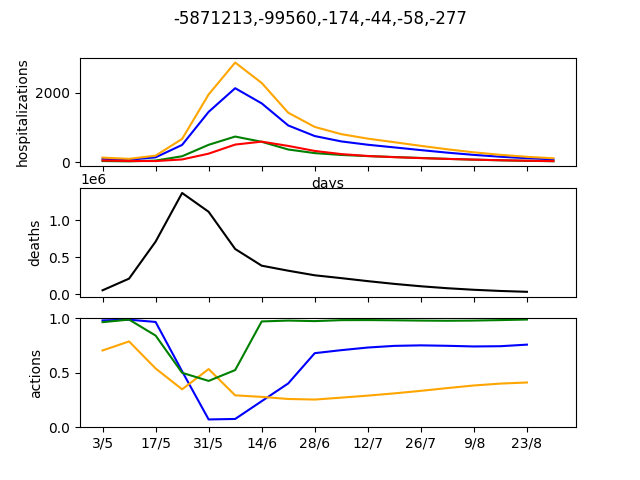 -5871213,-99560,-174,-44,-58,-277
hospitalizations
2000
0
days
1e6
deaths
1.0
0.5
0.0
actions
1.0
0.5
0.0
3/5 17/5 31/5 14/6 28/6 12/7 26/7 9/8 23/8